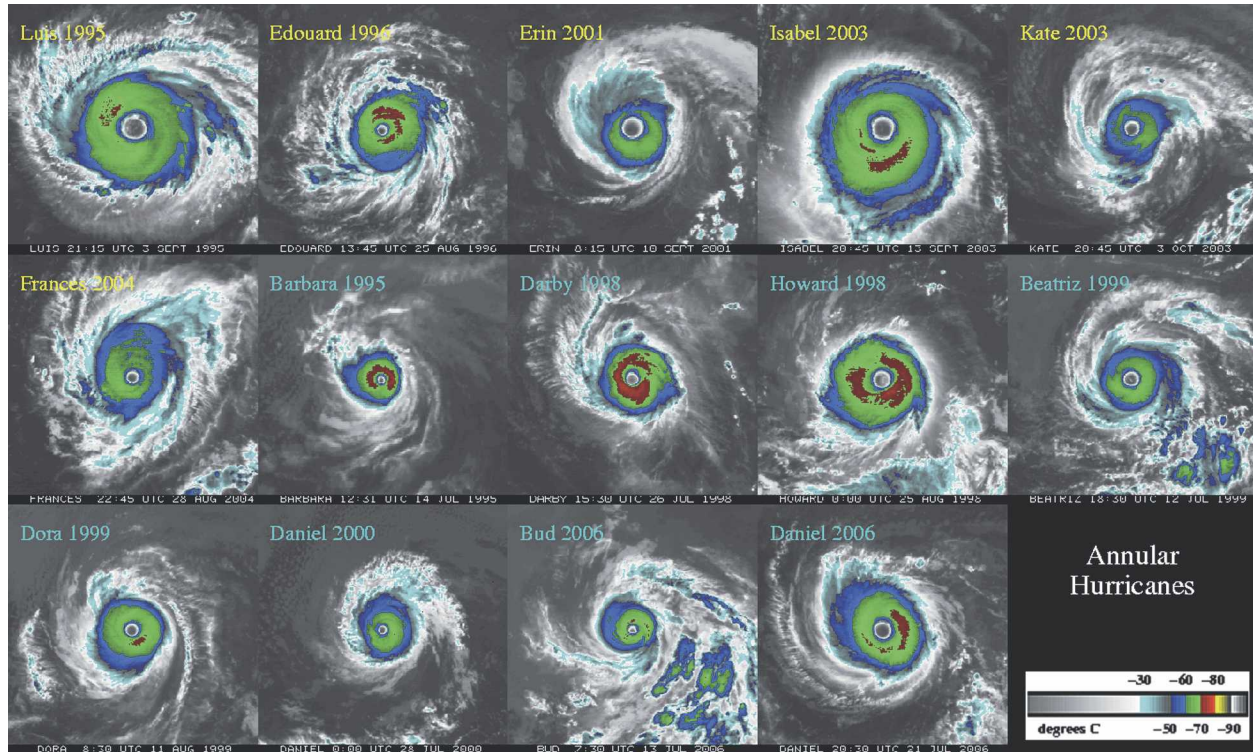 Luis 1995
Edouard 1996
Erin 2001
Isabel 2003
Kate 2003
LUIS 21:15 UTC 3 SEPT 1995
EDOUARD 13:45 UTC 25 AUG 1996
ERIN 8:15 UTC 10 SEPT 2001
ISABEL 20:45 UTC 13 SEPT 2003
KATE 20:45 UTC 3 OCT 2003
Frances 2004
Barbara 1995
Darby 1998
Howard 1998
Beatriz 1999
FRANCES 22:45 UTC 28 AUG 2004
BARBARA 12:31 UTC 14 JUL 1995
DARBY 15:30 UTC 26 JUL 1998
HOWARD 0:00 UTC 25 AUG 1998
BEATRIZ 18:30 UTC 12 JUL 1999
Dora 1999
Daniel 2000
Bud 2006
Daniel 2006
Annular
Hurricanes
DORA 8:30 UTC 11 AUG 1999
DANIEL 0:00 UTC 28 JUL 2000
BUD 7:30 UTC 13 JUL 2006
DANIEL 20:30 UTC 21 JUL 2006
-30 -60 -80
degrees C -50 -70 -90